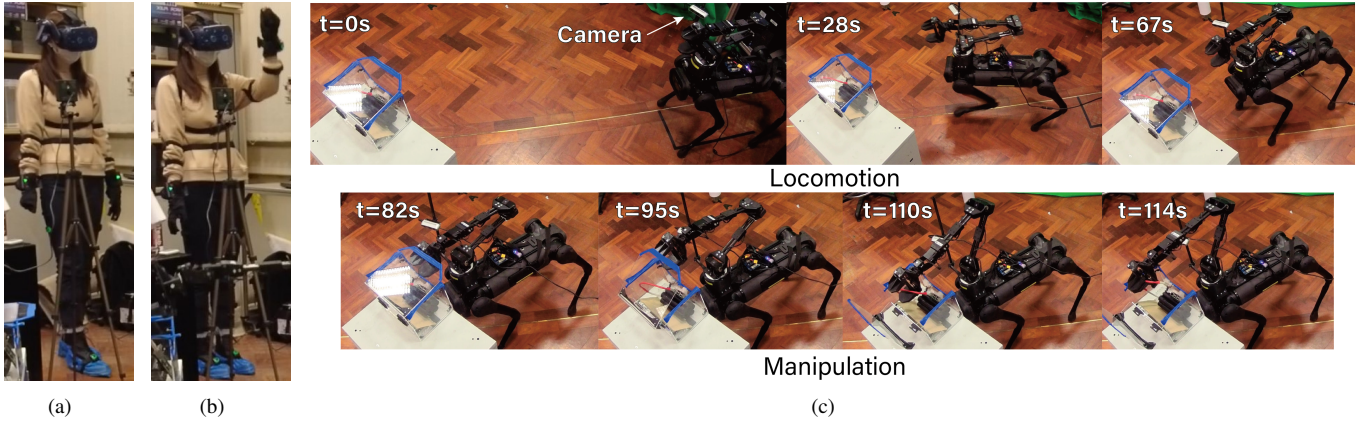 t=0s
Camera
t=28s
t=67s
Locomotion
t=82s
t=95s
t=110s
t=114s
Manipulation
(a)
(b)
(c)